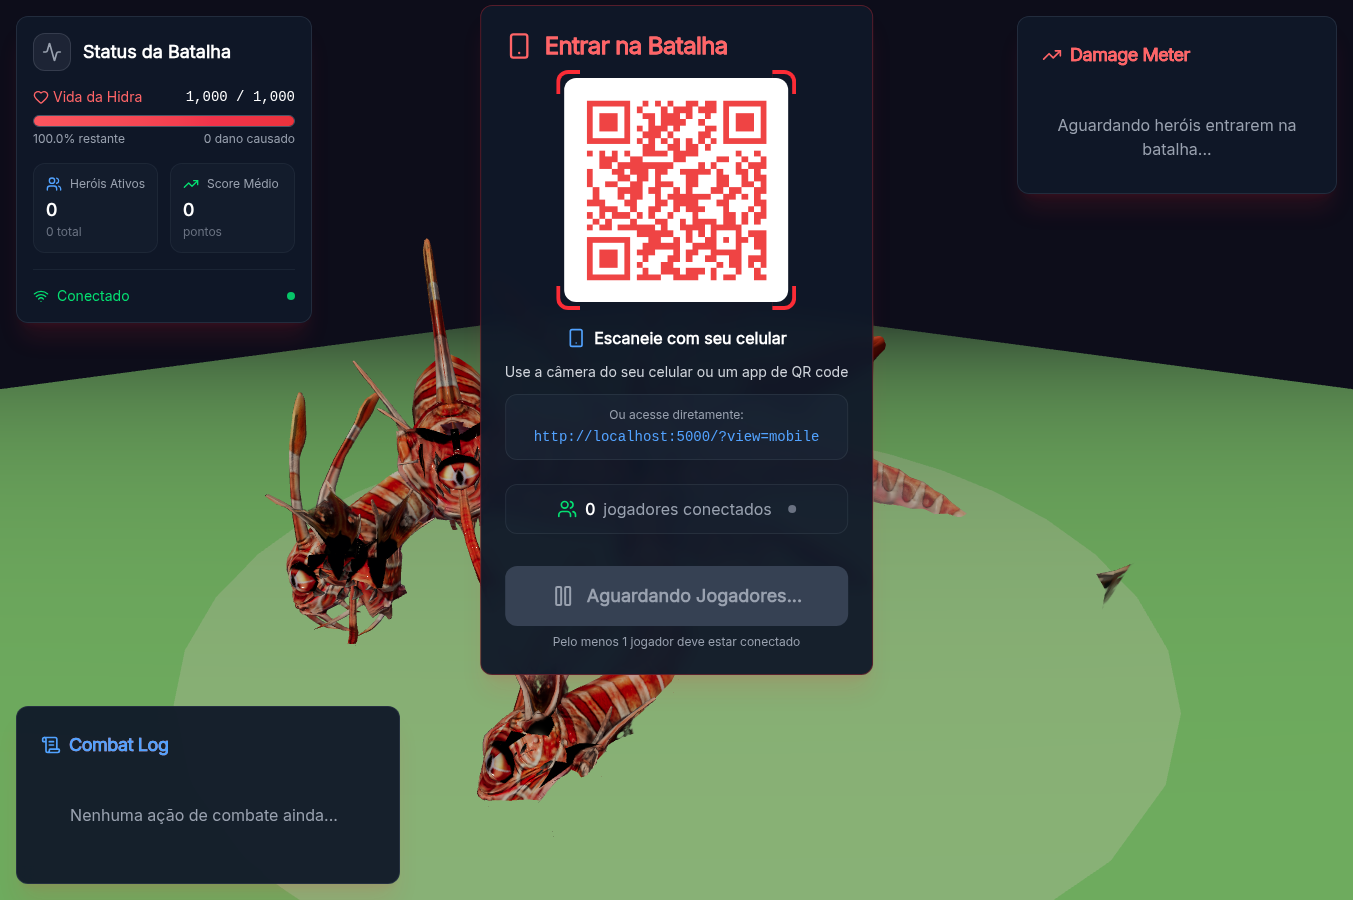 Status da Batalha
Vida da Hidra
1,000 / 1,000
100.0% restante
0 dano causado
Heróis Ativos
0
0 total
Score Médio
0
pontos
Conectado
Entrar na Batalha
Escaneie com seu celular
Use a câmera do seu celular ou um app de QR code
Ou acesse diretamente:
http://localhost:5000/?view=mobile
0 jogadores conectados
Aguardando Jogadores...
Pelo menos 1 jogador deve estar conectado
Damage Meter
Aguardando heróis entrarem na
batalha...
Combat Log
Nenhuma ação de combate ainda...